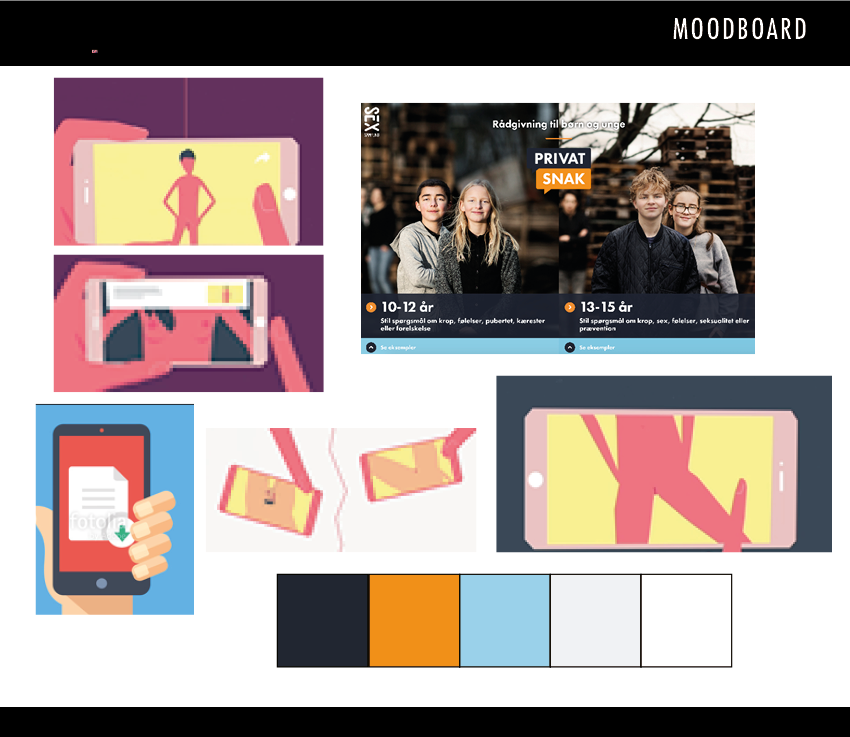 MOODBOARD
SEX
Rådgivning til børn og unge
PRIVAT
SNAK
10-12 år
Stil spørgsmål om krop, følelser, pubertet, kærester
eller forelskelse
Se eksempler
13-15 år
Stil spørgsmål om krop, sex, følelser, seksualitet eller
prævention
Se eksempler
fotolia